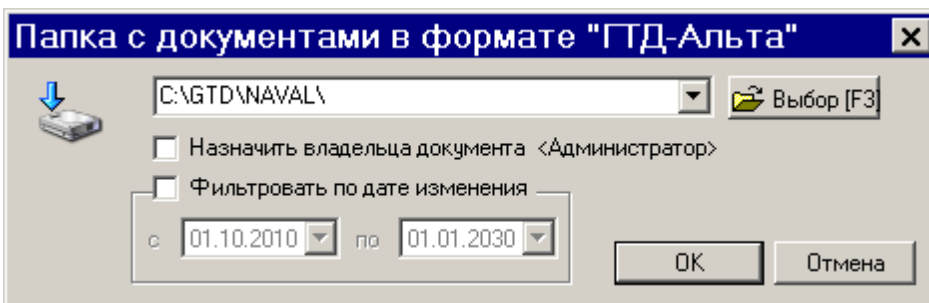 Папка с документами в формате "ГТД-Альта"
C:\GTD\NAVAL\
Выбор [F3]
Назначить владельца документа <Администратор>
Фильтровать по дате изменения
с 01.10.2010 по 01.01.2030
OK Отмена